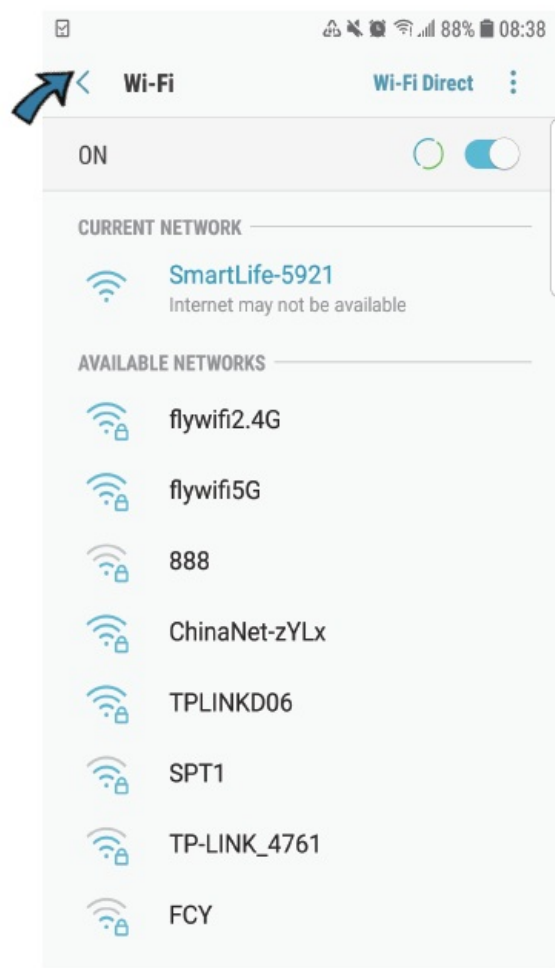 88% 08:38
Wi-Fi Wi-Fi Direct
ON
CURRENT NETWORK
SmartLife-5921
Internet may not be available
AVAILABLE NETWORKS
flywifi2.4G
flywifi5G
888
ChinaNet-zYLx
TPLINKD06
SPT1
TP-LINK_4761
FCY